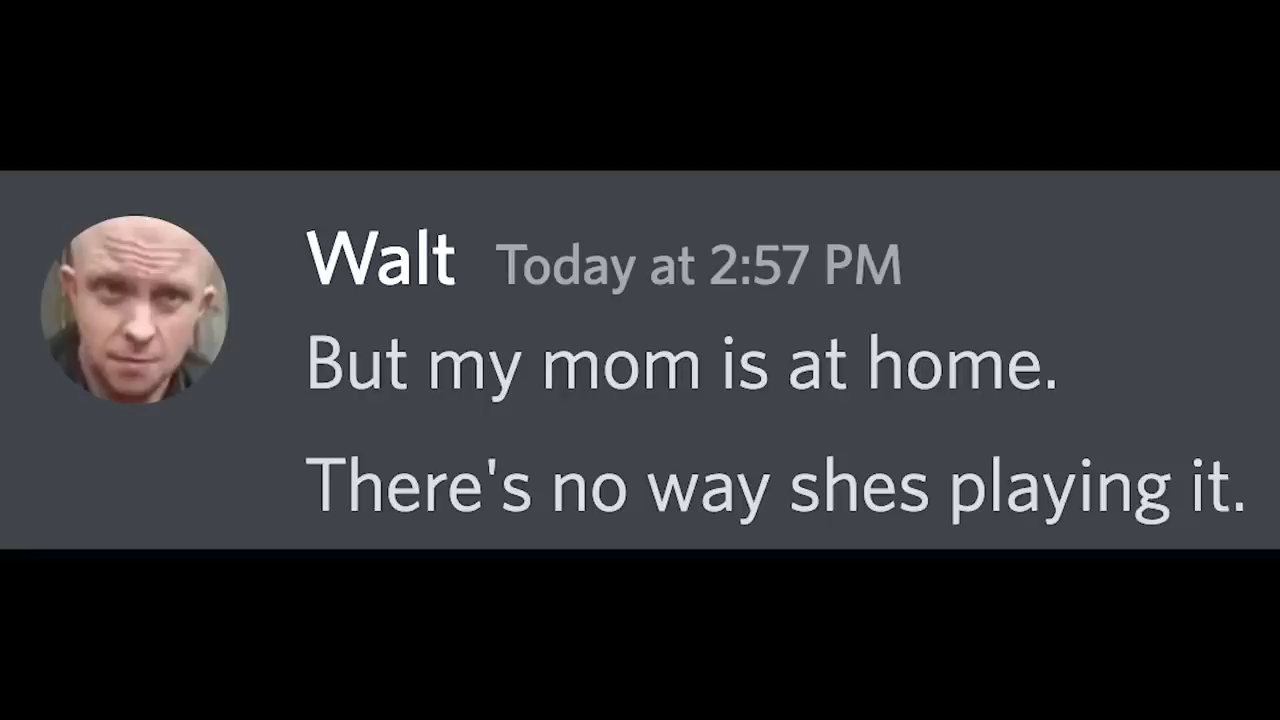 Walt Today at 2:57 PM
But my mom is at home.
There's no way shes playing it.